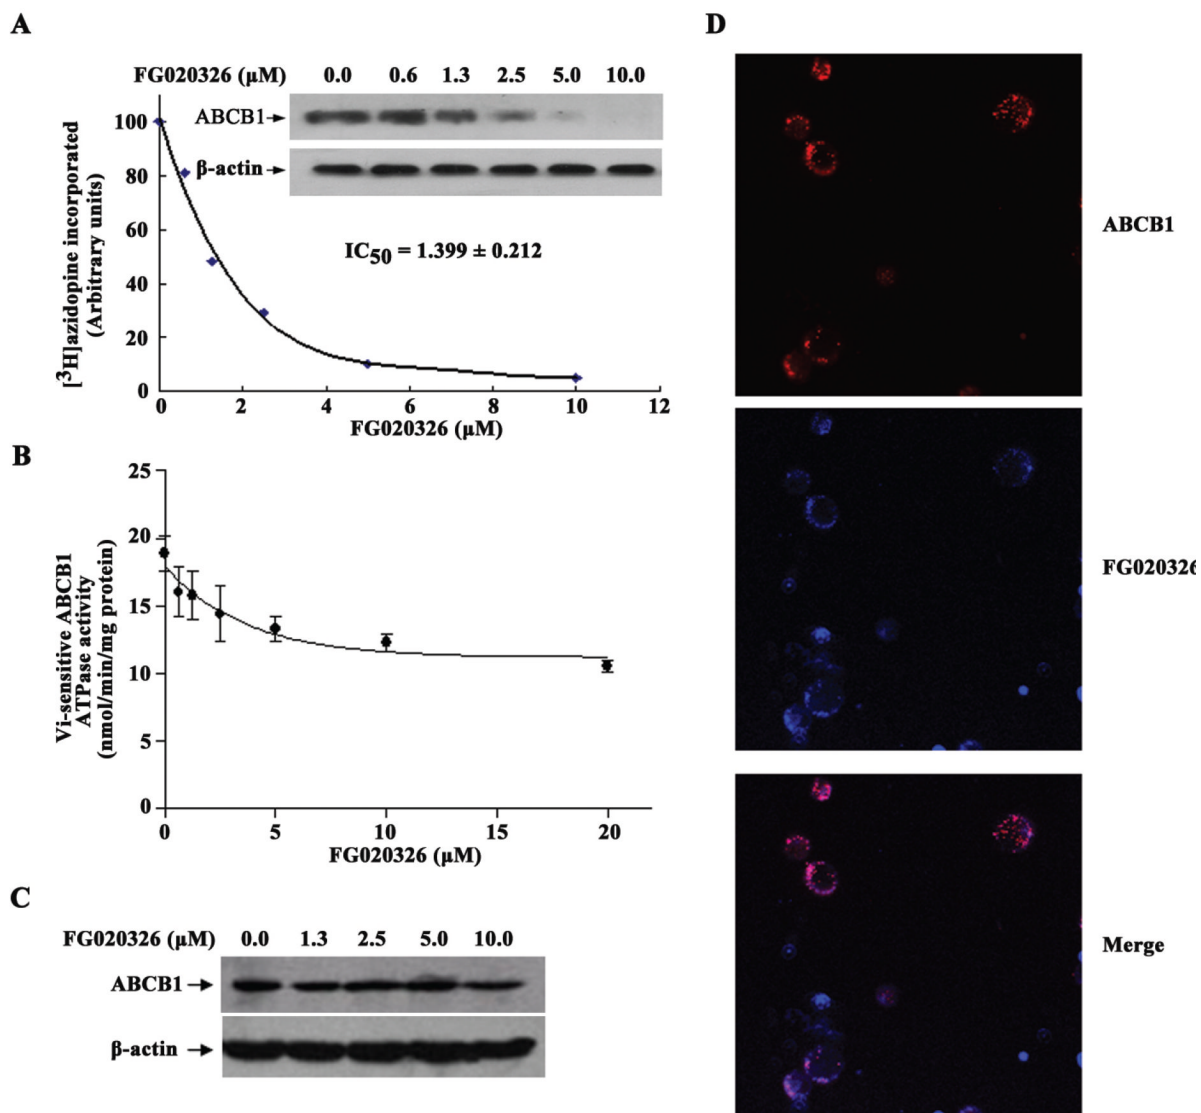 A
FG020326 (μM) 0.0 0.6 1.3 2.5 5.0 10.0
ABCB1
β-actin
IC50 = 1.399 ± 0.212
[3H]azidopine incorporated
(Arbitrary units)
100
80
60
40
20
0
0 2 4 6 8 10 12
FG020326 (μM)
B
Vi-sensitive ABCB1
ATPase activity
(nmol/min/mg protein)
25
20
15
10
5
0
0 5 10 15 20
FG020326 (μM)
C
FG020326 (μM) 0.0 1.3 2.5 5.0 10.0
ABCB1
β-actin
D
ABCB1
FG020326
Merge